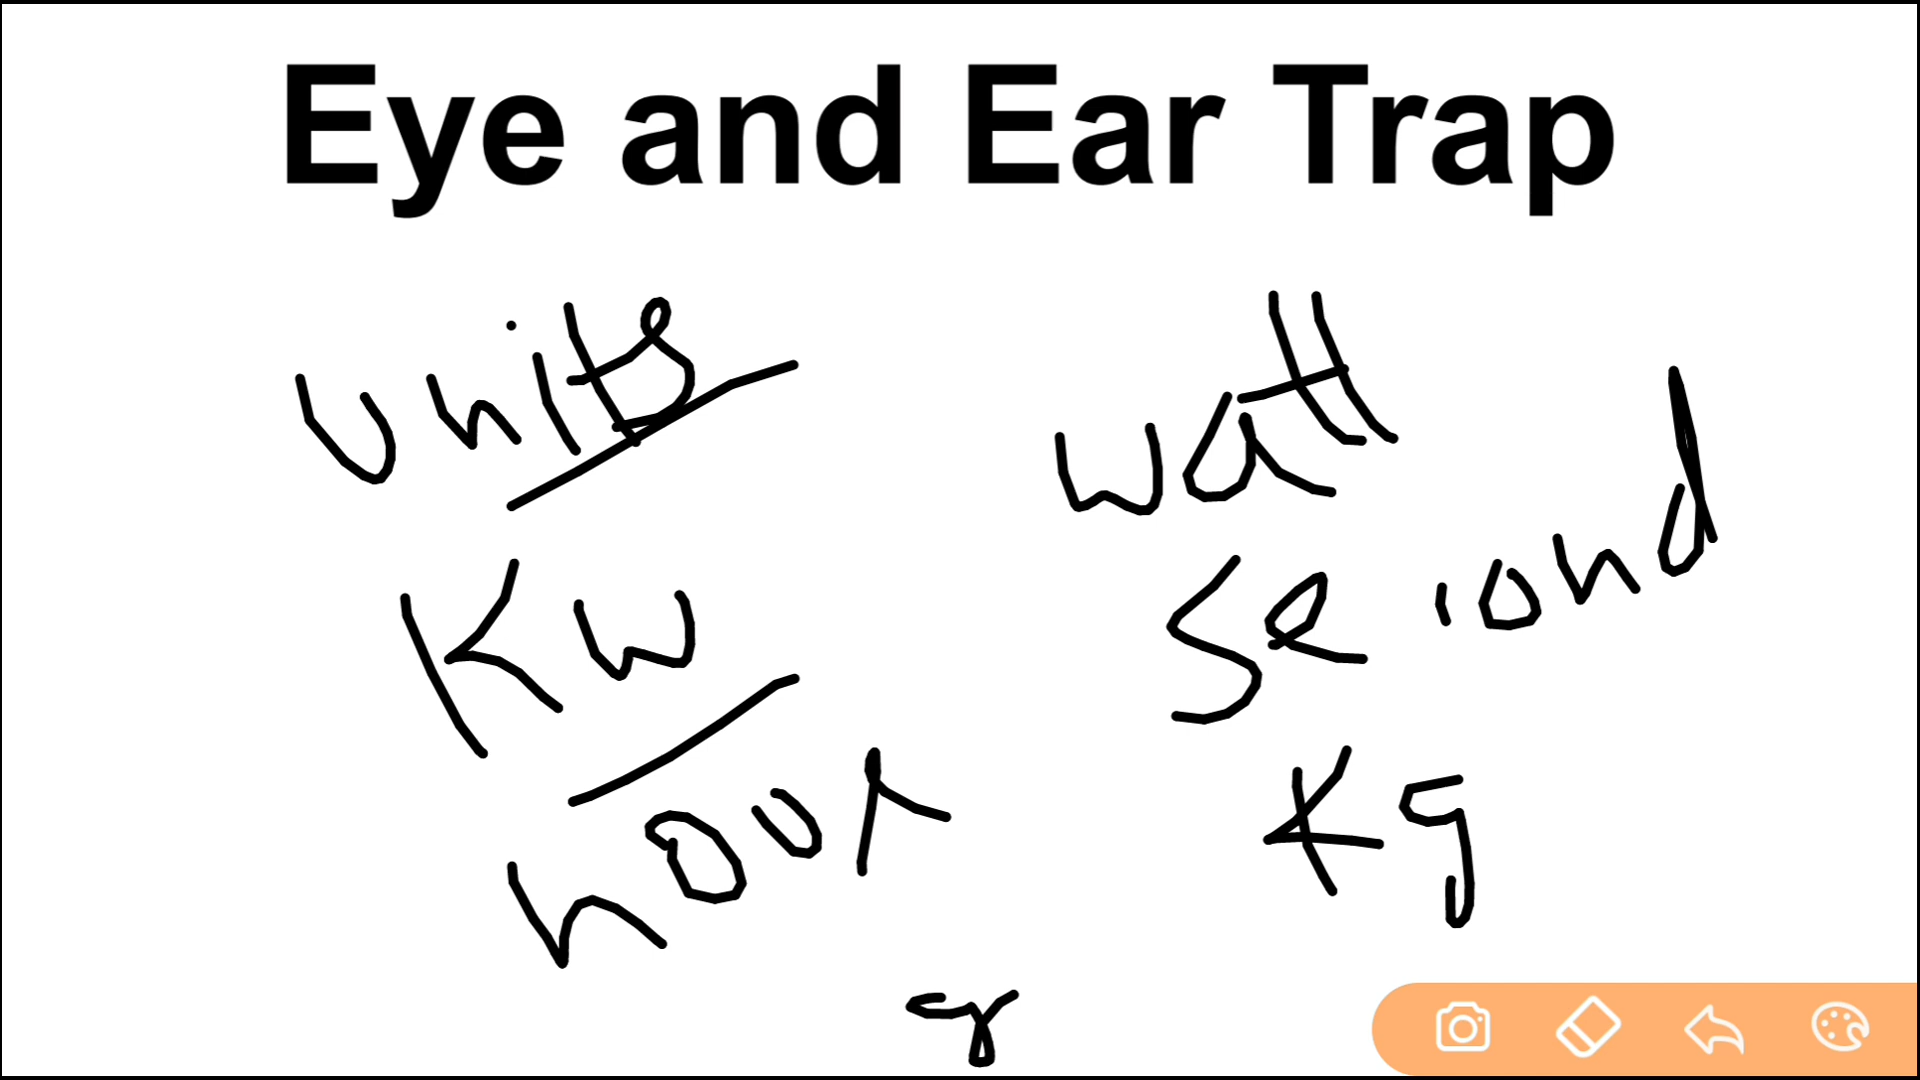 Eye and Ear Trap
Units
Watt
Kw
Second
hour
Kg
g